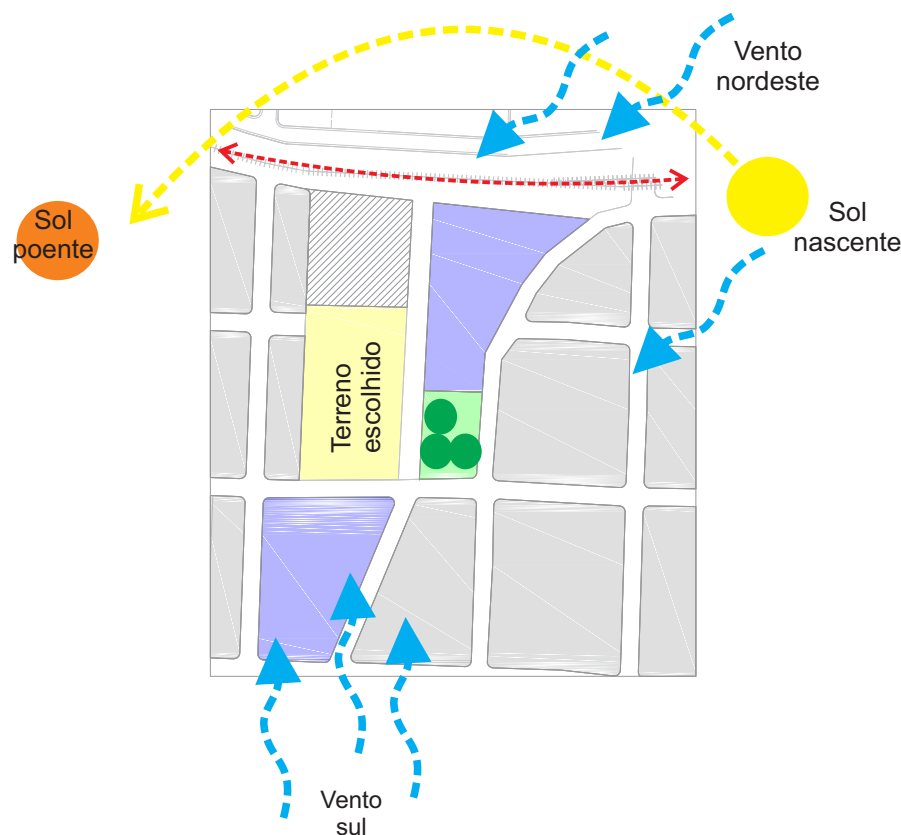 Vento
nordeste
Sol
poente
Sol
nascente
Terreno
escolhido
Vento
sul